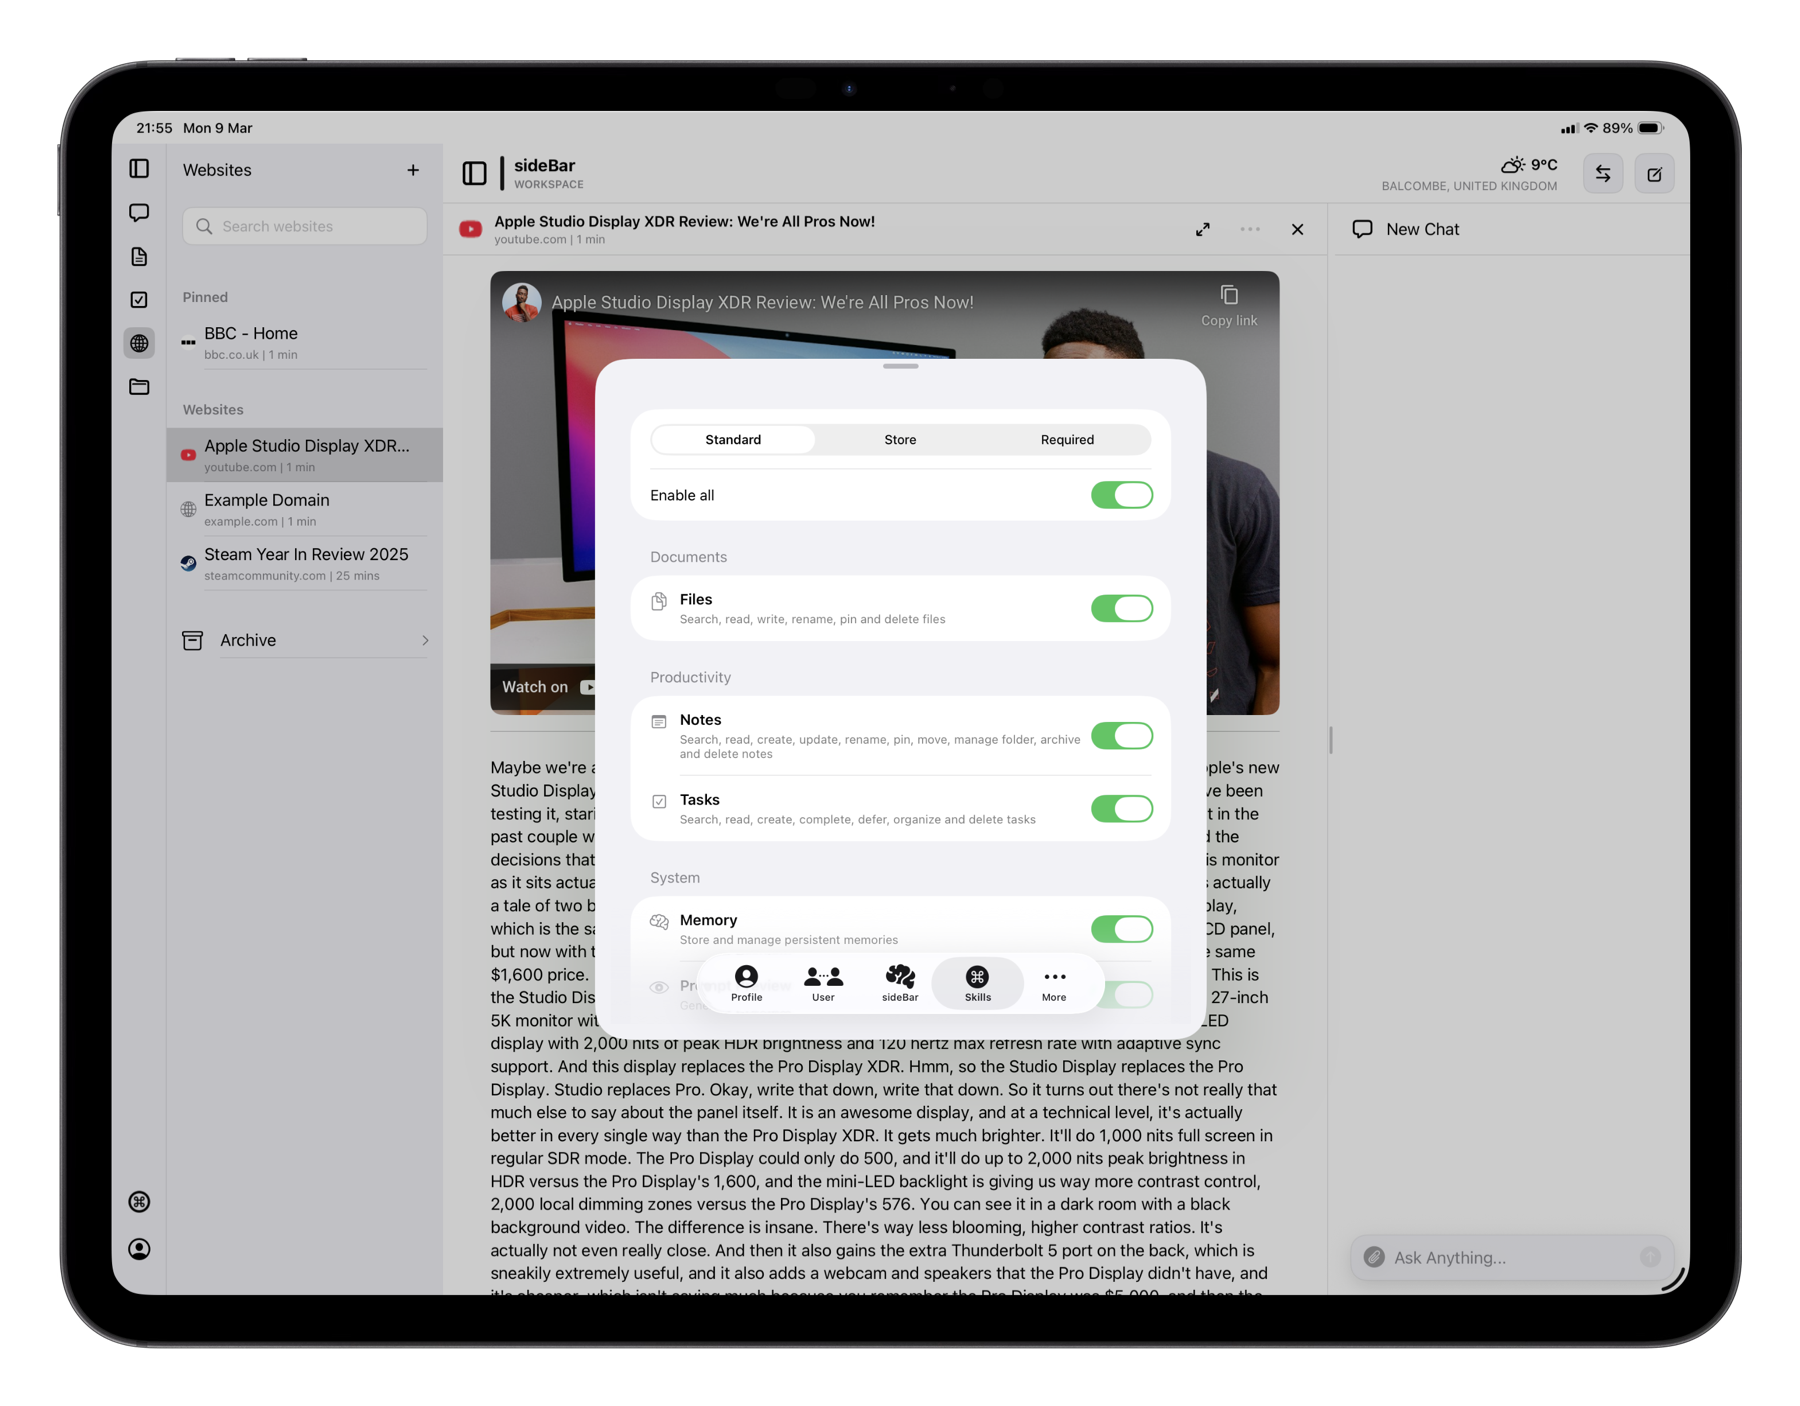 21:55 Mon 9 Mar
89%
Websites
Search websites
Pinned
BBC - Home
bbc.co.uk | 1 min
Websites
Apple Studio Display XDR...
youtube.com | 1 min
Example Domain
example.com | 1 min
Steam Year In Review 2025
steamcommunity.com | 25 mins
Archive
sideBar
WORKSPACE
9°C
BALCOMBE, UNITED KINGDOM
Apple Studio Display XDR Review: We're All Pros Now!
youtube.com | 1 min
Apple Studio Display XDR Review: We're All Pros Now!
Copy link
Watch on
Standard Store Required
Enable all
Documents
Files
Search, read, write, rename, pin and delete files
Productivity
Notes
Search, read, create, update, rename, pin, move, manage folder, archive
and delete notes
Tasks
Search, read, create, complete, defer, organize and delete tasks
System
Memory
Store and manage persistent memories
Profile
User
sideBar
Skills
More
Maybe we're ple's new
Studio Display ve been
testing it, t in the
past couple d the
decisions that is monitor
as it sits actually
a tale of two play,
which is the CD panel,
but now with same
$1,600 price. This is
the Studio 27-inch
5K monitor LED
display with 2,000 nits of peak HDR brightness and 120 hertz max refresh rate with adaptive sync
support. And this display replaces the Pro Display XDR. Hmm, so the Studio Display replaces the Pro
Display. Studio replaces Pro. Okay, write that down, write that down. So it turns out there's not really that
much else to say about the panel itself. It is an awesome display, and at a technical level, it's actually
better in every single way than the Pro Display XDR. It gets much brighter. It'll do 1,000 nits full screen in
regular SDR mode. The Pro Display could only do 500, and it'll do up to 2,000 nits peak brightness in
HDR versus the Pro Display's 1,600, and the mini-LED backlight is giving us way more contrast control,
2,000 local dimming zones versus the Pro Display's 576. You can see it in a dark room with a black
background video. The difference is insane. There's way less blooming, higher contrast ratios. It's
actually not even really close. And then it also gains the extra Thunderbolt 5 port on the back, which is
sneakily extremely useful, and it also adds a webcam and speakers that the Pro Display didn't have, and
it's cheaper, which isn't saying much because you remember the Pro Display was $5,000, and then the
New Chat
Ask Anything...